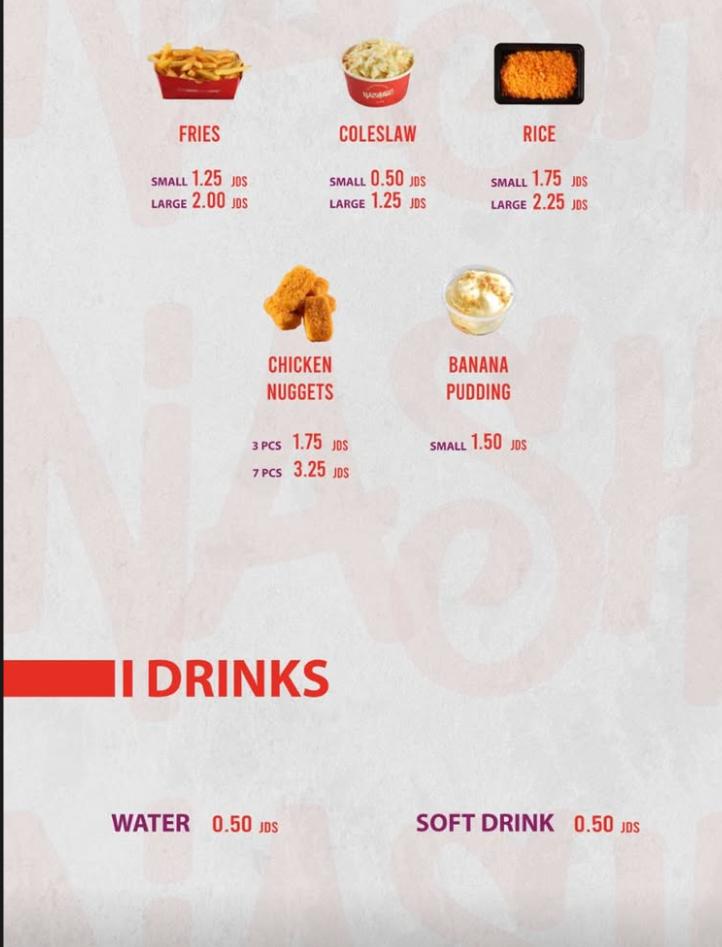 FRIES
SMALL 1.25 JDS
LARGE 2.00 JDS
COLESLAW
SMALL 0.50 JDS
LARGE 1.25 JDS
RICE
SMALL 1.75 JDS
LARGE 2.25 JDS
CHICKEN
NUGGETS
3 PCS 1.75 JDS
7 PCS 3.25 JDS
BANANA
PUDDING
SMALL 1.50 JDS
I DRINKS
WATER 0.50 JDS
SOFT DRINK 0.50 JDS